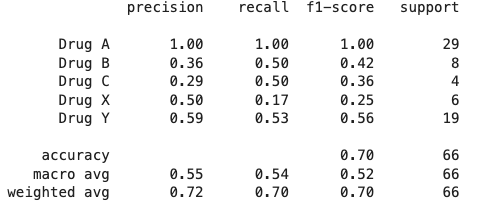 precision recall f1-score support
Drug A 1.00 1.00 1.00 29
Drug B 0.36 0.50 0.42 8
Drug C 0.29 0.50 0.36 4
Drug X 0.50 0.17 0.25 6
Drug Y 0.59 0.53 0.56 19
accuracy 0.70 66
macro avg 0.55 0.54 0.52 66
weighted avg 0.72 0.70 0.70 66